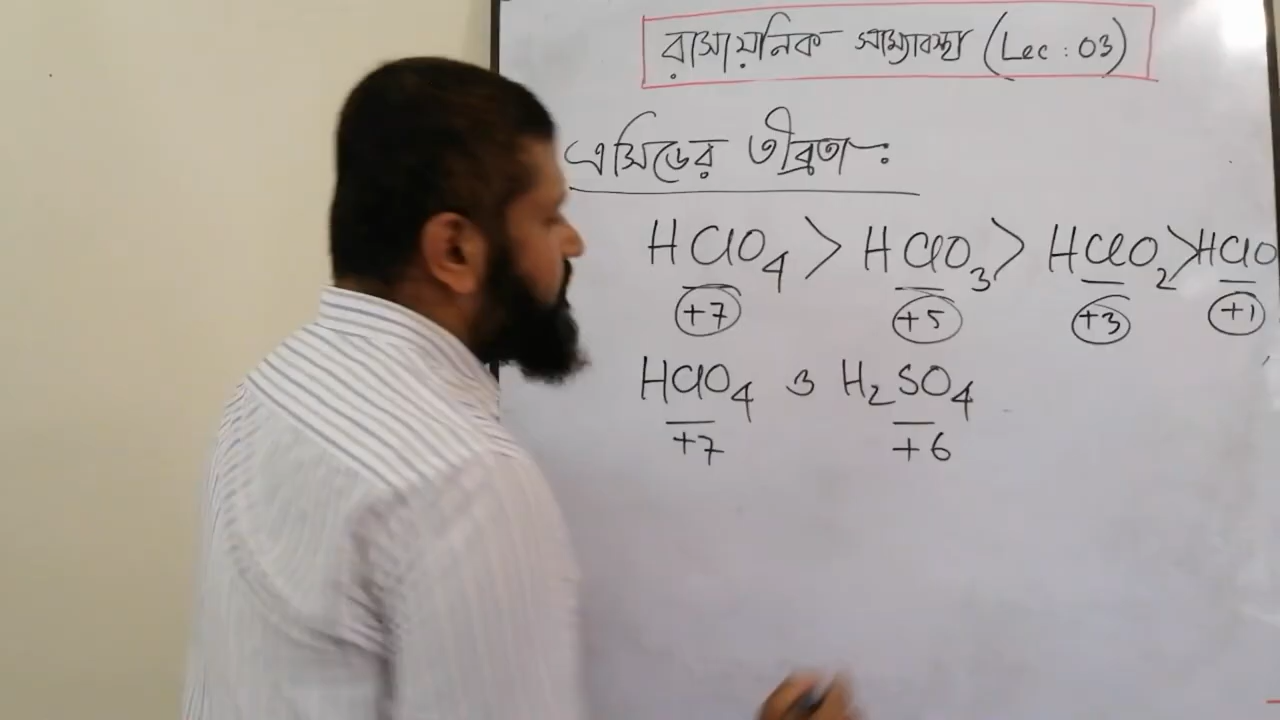 রাসায়নিক সাম্যাবস্থা (Lec : 03)
এসিডের তীব্রতা :
HClO4 > HClO3 > HClO2 > HClO
+7 +5 +3 +1
HClO4 ও H2SO4
+7 +6